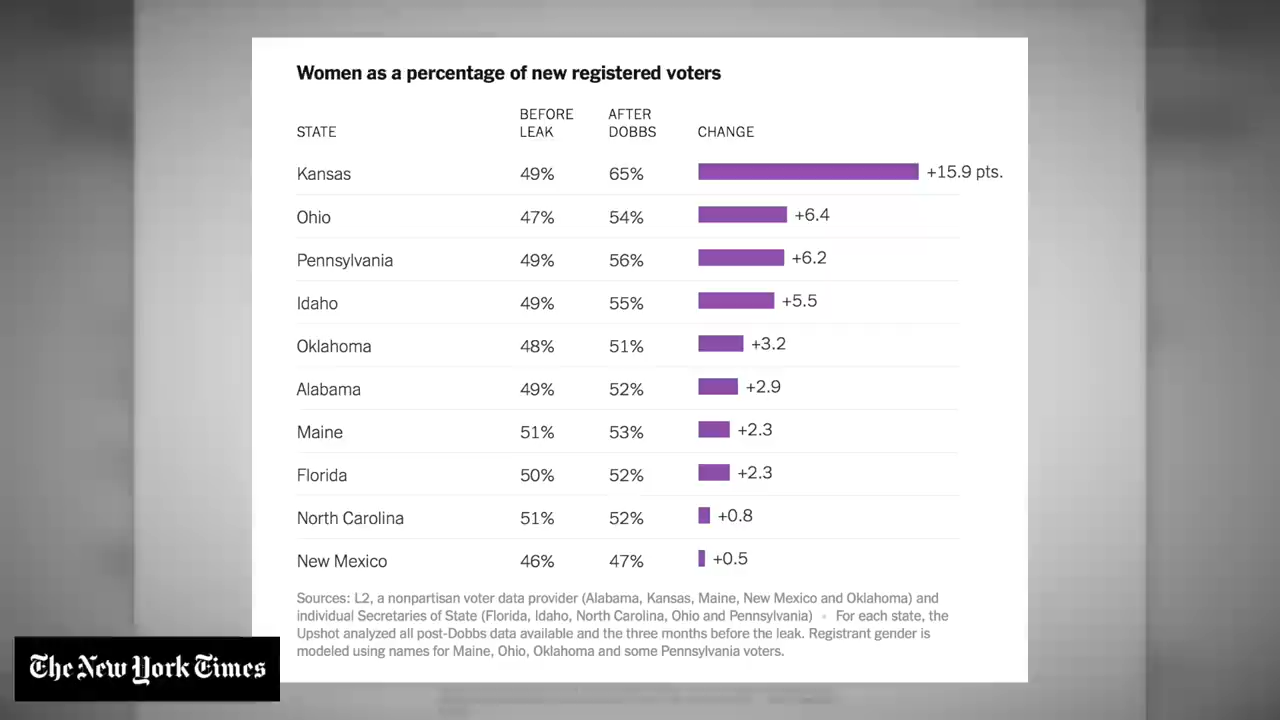 Women as a percentage of new registered voters
STATE BEFORE LEAK AFTER DOBBS CHANGE
Kansas 49% 65% +15.9 pts.
Ohio 47% 54% +6.4
Pennsylvania 49% 56% +6.2
Idaho 49% 55% +5.5
Oklahoma 48% 51% +3.2
Alabama 49% 52% +2.9
Maine 51% 53% +2.3
Florida 50% 52% +2.3
North Carolina 51% 52% +0.8
New Mexico 46% 47% +0.5
Sources: L2, a nonpartisan voter data provider (Alabama, Kansas, Maine, New Mexico and Oklahoma) and
individual Secretaries of State (Florida, Idaho, North Carolina, Ohio and Pennsylvania) • For each state, the
Upshot analyzed all post-Dobbs data available and the three months before the leak. Registrant gender is
modeled using names for Maine, Ohio, Oklahoma and some Pennsylvania voters.
The New York Times